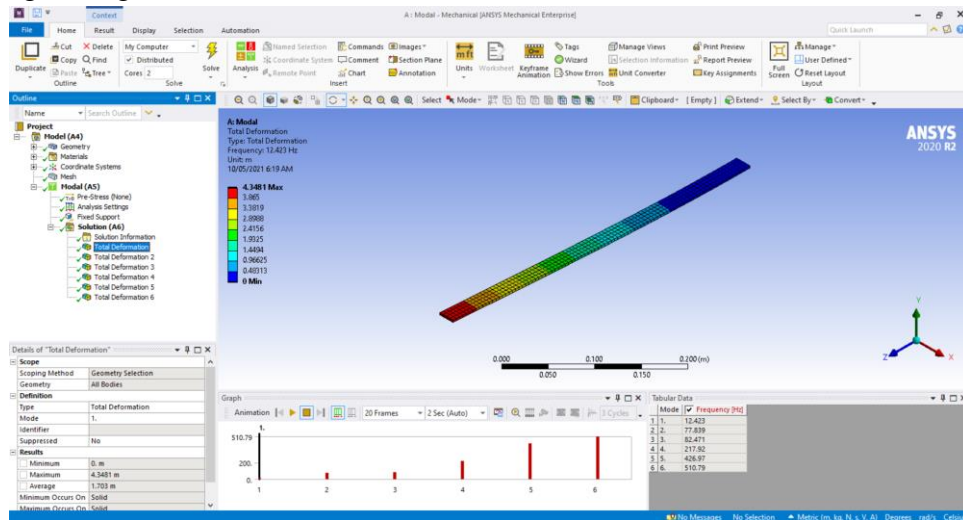 Context
A : Modal - Mechanical [ANSYS Mechanical Enterprise]
File Home Result Display Selection Automation
Quick Launch
Duplicate
Cut
Copy
Paste
Delete
Find
Tree
Outline
My Computer
Distributed
Cores 2
Solve
Solve
Analysis
Named Selection
Coordinate System
Remote Point
Commands
Comment
Chart
Images
Section Plane
Annotation
Insert
Units
Worksheet
Keyframe Animation
Tags
Wizard
Show Errors
Manage Views
Selection Information
Unit Converter
Print Preview
Report Preview
Key Assignments
Tools
Full Screen
Manage
User Defined
Reset Layout
Layout
Outline
Name Search Outline
Select Mode Clipboard [Empty] Extend Select By Convert
Project
Model (A4)
Geometry
Materials
Coordinate Systems
Mesh
Modal (A5)
Pre-Stress (None)
Analysis Settings
Fixed Support
Solution (A6)
Solution Information
Total Deformation
Total Deformation 2
Total Deformation 3
Total Deformation 4
Total Deformation 5
Total Deformation 6
A: Modal
Total Deformation
Type: Total Deformation
Frequency: 12.423 Hz
Unit: m
10/05/2021 6:19 AM
4.3481 Max
3.865
3.3819
2.8988
2.4156
1.9325
1.4494
0.96625
0.48313
0 Min
ANSYS
2020 R2
0.000 0.100 0.200 (m)
0.050 0.150
Y
Z X
Details of "Total Deformation"
Scope
Scoping Method Geometry Selection
Geometry All Bodies
Definition
Type Total Deformation
Mode 1.
Identifier
Suppressed No
Results
Minimum 0. m
Maximum 4.3481 m
Average 1.703 m
Minimum Occurs On Solid
Maximum Occurs On Solid
Graph
Animation 20 Frames 2 Sec (Auto) 3 Cycles
1.
510.79
200.
0.
1 2 3 4 5 6
Tabular Data
Mode Frequency [Hz]
1 1. 12.423
2 2. 77.839
3 3. 82.471
4 4. 217.92
5 5. 426.97
6 6. 510.79
No Messages No Selection Metric (m, kg, N, s, V, A) Degrees rad/s Celsius